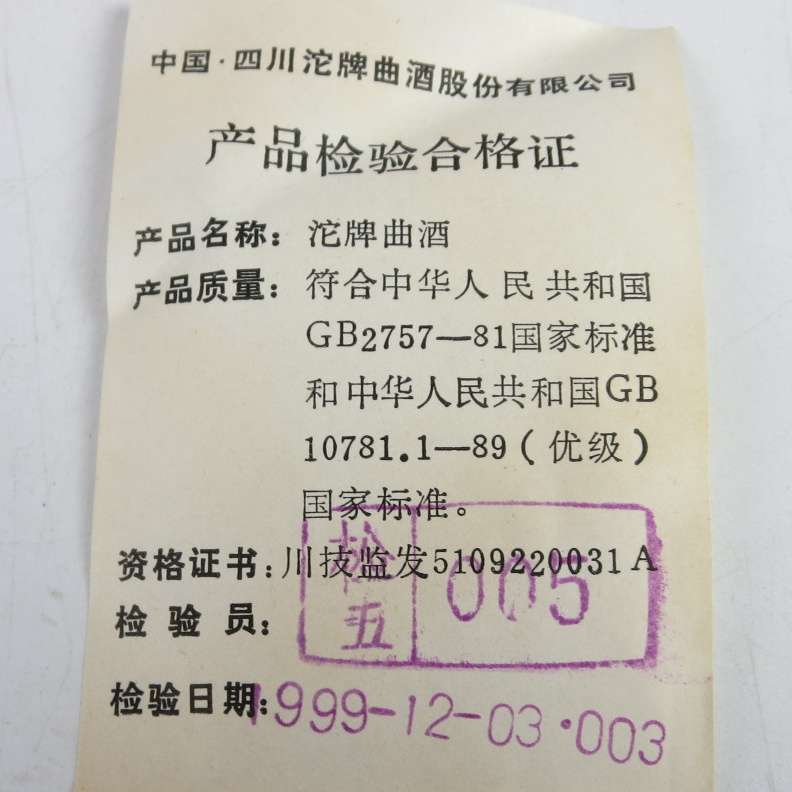 中国·四川沱牌曲酒股份有限公司
产品检验合格证
产品名称：沱牌曲酒
产品质量：符合中华人民共和国
GB2757—81国家标准
和中华人民共和国GB
10781.1—89（优级）
国家标准。
资格证书：川技监发5109220031A
检验员：
检五 005
检验日期：1999-12-03·003